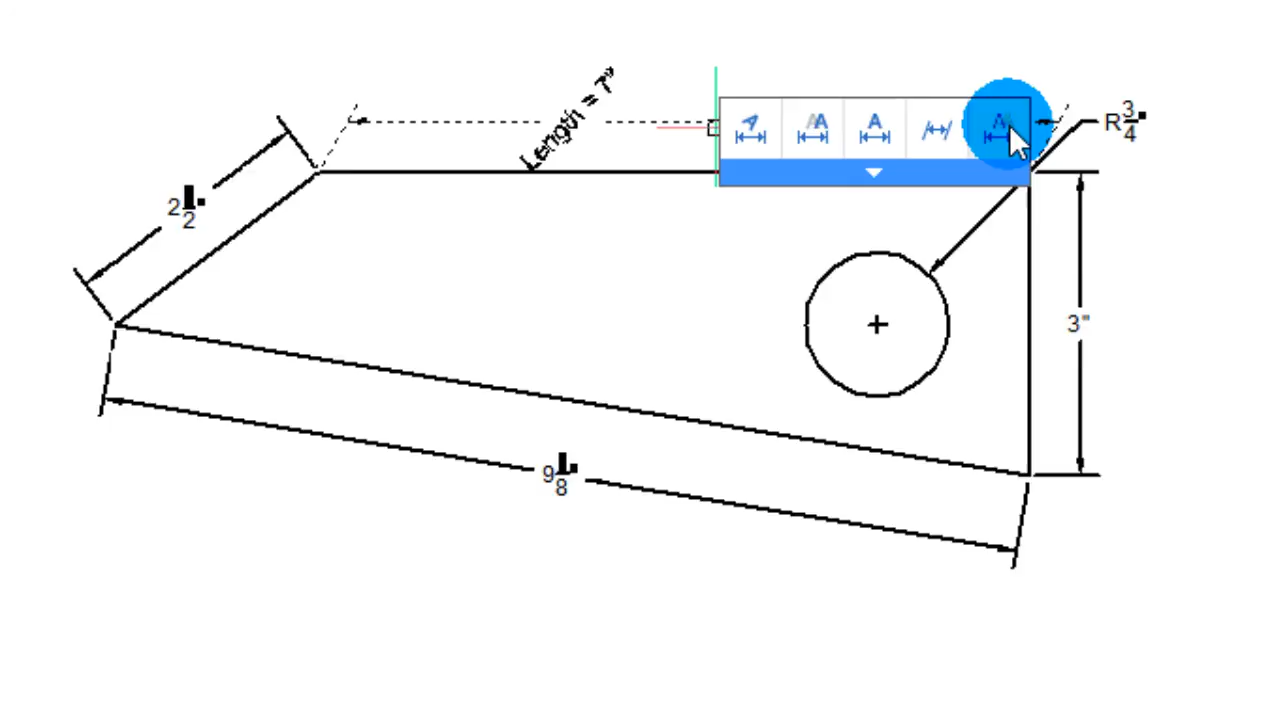 Length = 7"
R3/4"
2 1/2"
3"
9 1/8"